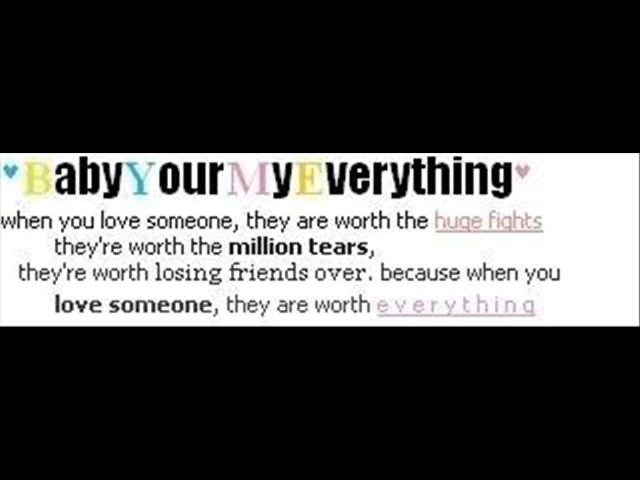 ♥BabyYourMyEverything♥
when you love someone, they are worth the huge fights
they're worth the million tears,
they're worth losing friends over. because when you
love someone, they are worth everything